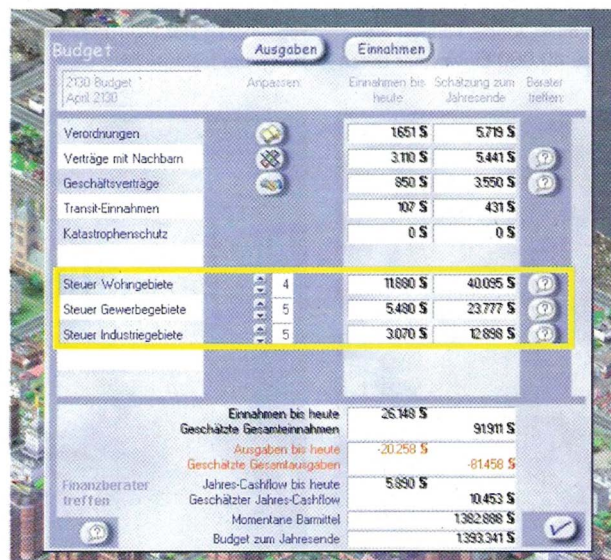 Budget Ausgaben Einnahmen
2130 Budget Anpassen: Einnahmen bis heute Schätzung zum Jahresende Berater treffen:
April 2130
Verordnungen 1.651 $ 5.719 $
Verträge mit Nachbarn 3.110 $ 5.441 $
Geschäftsverträge 850 $ 3.550 $
Transit-Einnahmen 107 $ 431 $
Katastrophenschutz 0 $ 0 $
Steuer Wohngebiete 4 11.880 $ 40.095 $
Steuer Gewerbegebiete 5 5.480 $ 23.777 $
Steuer Industriegebiete 5 3.070 $ 12.898 $
Einnahmen bis heute 26.148 $
Geschätzte Gesamteinnahmen 91.911 $
Ausgaben bis heute -20.258 $
Geschätzte Gesamtausgaben -81.458 $
Jahres-Cashflow bis heute 5.890 $
Geschätzter Jahres-Cashflow 10.453 $
Finanzberater treffen
Momentane Barmittel 1.382.888 $
Budget zum Jahresende 1.393.341 $